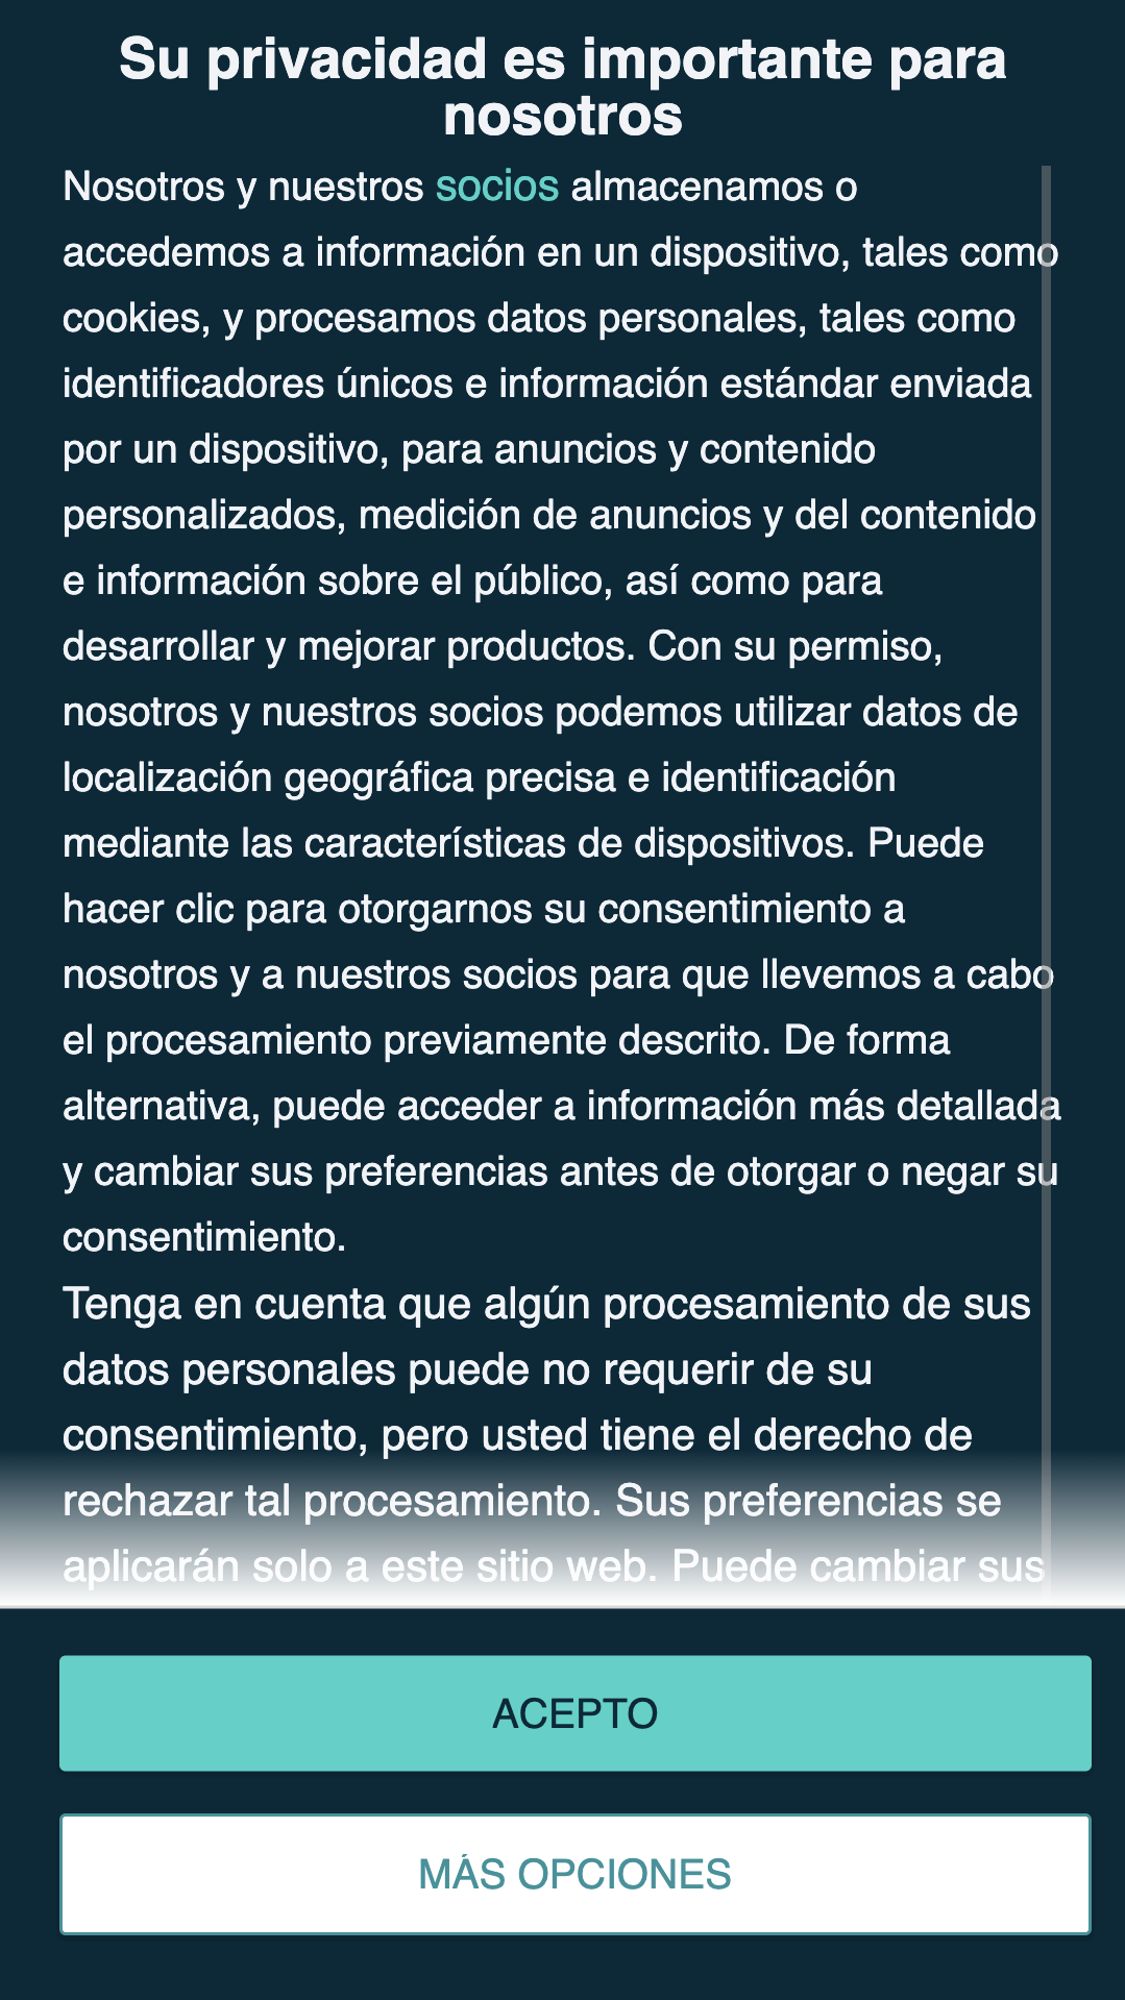 Su privacidad es importante para
nosotros
Nosotros y nuestros socios almacenamos o
accedemos a información en un dispositivo, tales como
cookies, y procesamos datos personales, tales como
identificadores únicos e información estándar enviada
por un dispositivo, para anuncios y contenido
personalizados, medición de anuncios y del contenido
e información sobre el público, así como para
desarrollar y mejorar productos. Con su permiso,
nosotros y nuestros socios podemos utilizar datos de
localización geográfica precisa e identificación
mediante las características de dispositivos. Puede
hacer clic para otorgarnos su consentimiento a
nosotros y a nuestros socios para que llevemos a cabo
el procesamiento previamente descrito. De forma
alternativa, puede acceder a información más detallada
y cambiar sus preferencias antes de otorgar o negar su
consentimiento.
Tenga en cuenta que algún procesamiento de sus
datos personales puede no requerir de su
consentimiento, pero usted tiene el derecho de
rechazar tal procesamiento. Sus preferencias se
aplicarán solo a este sitio web. Puede cambiar sus
ACEPTO
MÁS OPCIONES